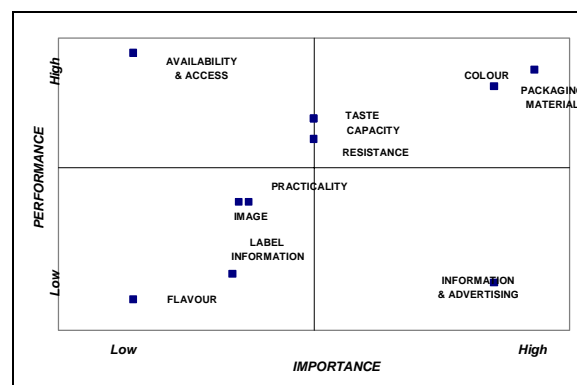 High
AVAILABILITY
& ACCESS
COLOUR
PACKAGING
MATERIAL
TASTE
CAPACITY
RESISTANCE
PERFORMANCE
PRACTICALITY
IMAGE
LABEL
INFORMATION
Low
FLAVOUR
INFORMATION
& ADVERTISING
Low
High
IMPORTANCE